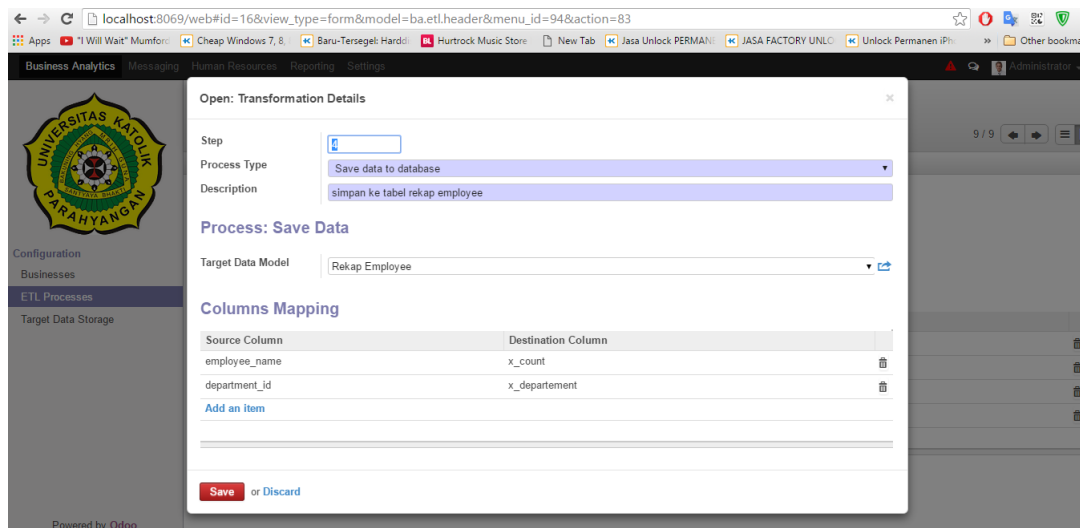 localhost:8069/web#id=16&view_type=form&model=ba.etl.header&menu_id=94&action=83
Apps "I Will Wait" Mumford Cheap Windows 7, 8, Baru-Tersegel: Harddi Hurtrock Music Store New Tab Jasa Unlock PERMANE JASA FACTORY UNLO Unlock Permanen iPh » Other bookma
Business Analytics Messaging Human Resources Reporting Settings Administrator
UNIVERSITAS KATOLIK PARAHYANGAN
Configuration
Businesses
ETL Processes
Target Data Storage
Powered by Odoo
9 / 9
Open: Transformation Details ×
Step 4
Process Type Save data to database
Description simpan ke tabel rekap employee
Process: Save Data
Target Data Model Rekap Employee
Columns Mapping
Source Column Destination Column
employee_name x_count
department_id x_departement
Add an item
Save or Discard